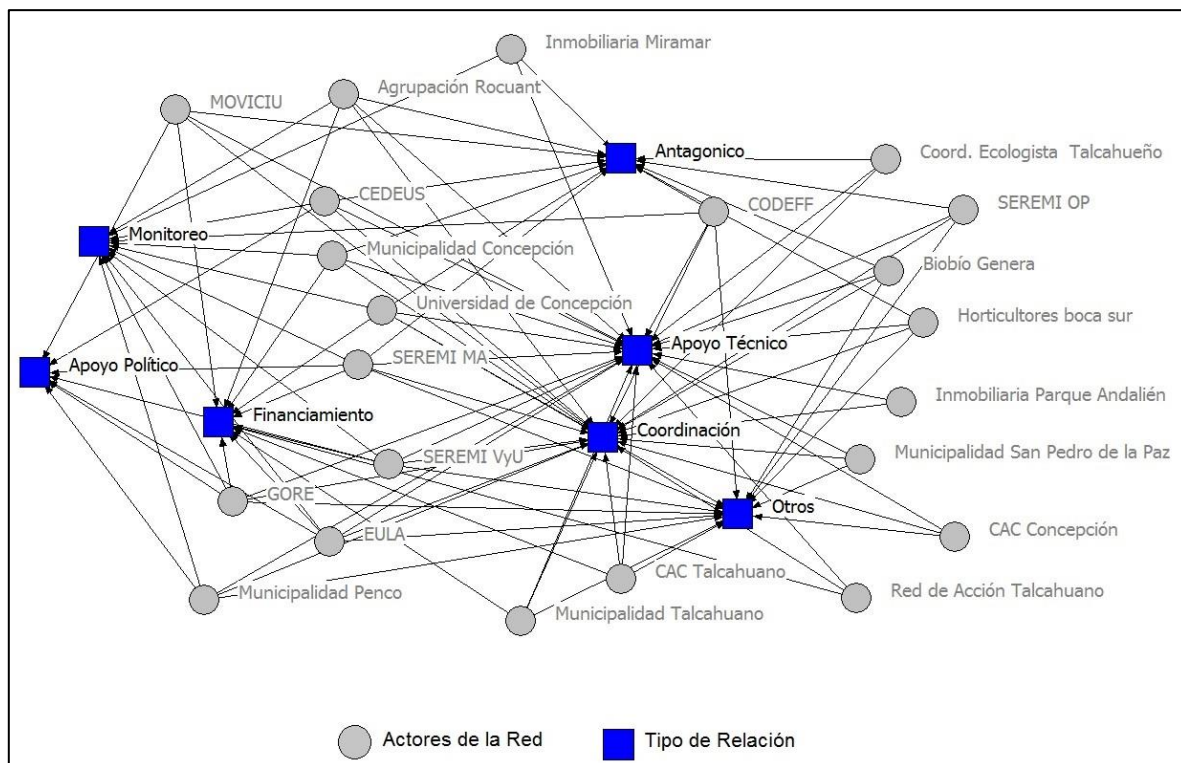 Inmobiliaria Miramar
Agrupación Rocuant
MOVICIU
Antagonico
Coord. Ecologista Talcahueño
CEDEUS
CODEFF
SEREMI OP
Monitoreo
Municipalidad Concepción
Biobío Genera
Universidad de Concepción
Horticultores boca sur
Apoyo Técnico
SEREMI MA
Apoyo Político
Inmobiliaria Parque Andalién
Financiamiento
Coordinación
SEREMI VyU
Municipalidad San Pedro de la Paz
GORE
Otros
EULA
CAC Concepción
CAC Talcahuano
Municipalidad Penco
Red de Acción Talcahuano
Municipalidad Talcahuano
Actores de la Red
Tipo de Relación